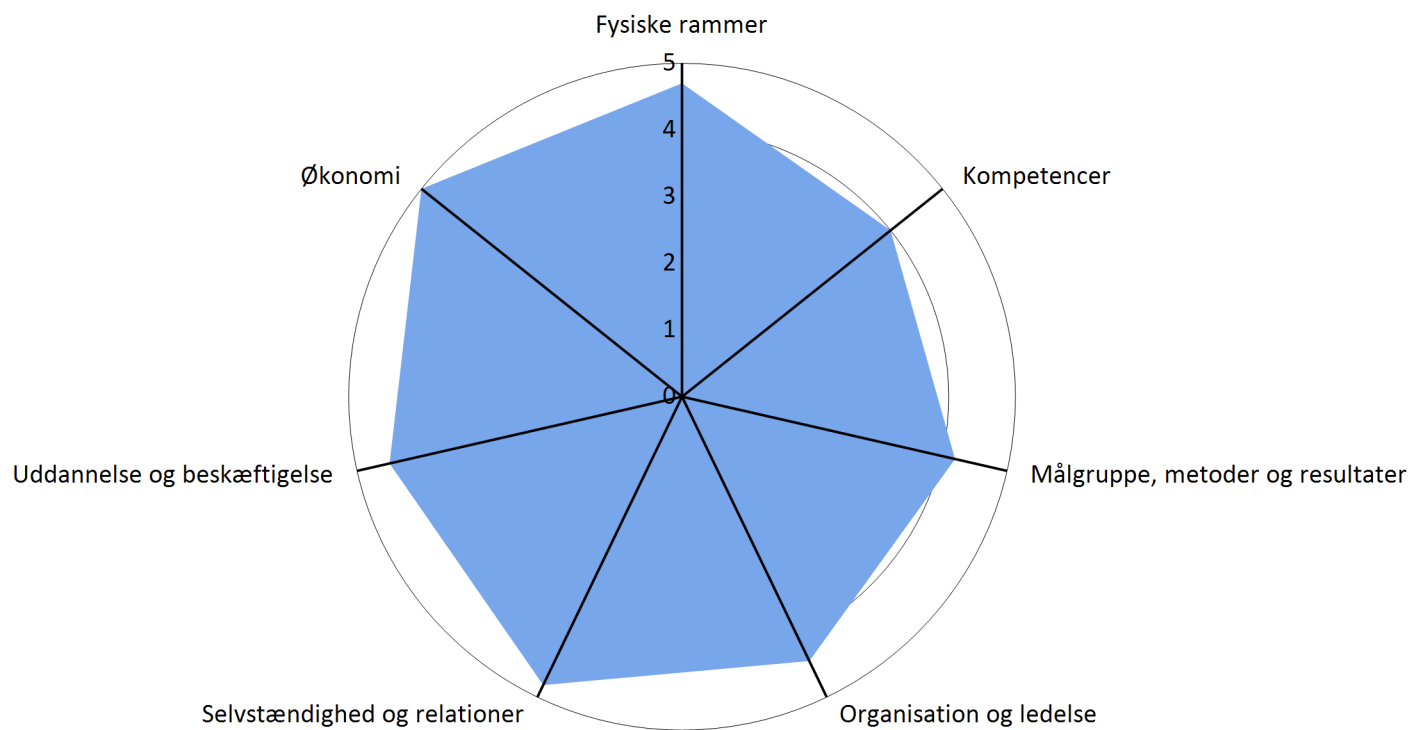 Fysiske rammer
5
4
3
2
1
0
Økonomi
Kompetencer
Uddannelse og beskæftigelse
Målgruppe, metoder og resultater
Selvstændighed og relationer
Organisation og ledelse